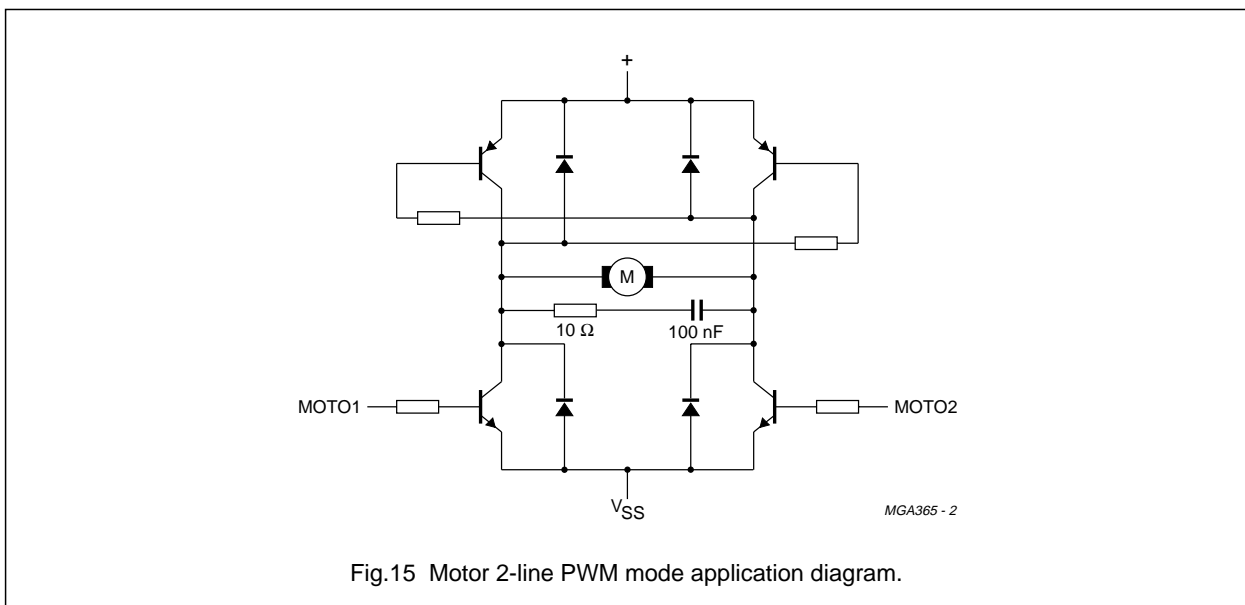 +
M
10 Ω
100 nF
MOTO1
MOTO2
VSS
MGA365 - 2
Fig.15 Motor 2-line PWM mode application diagram.